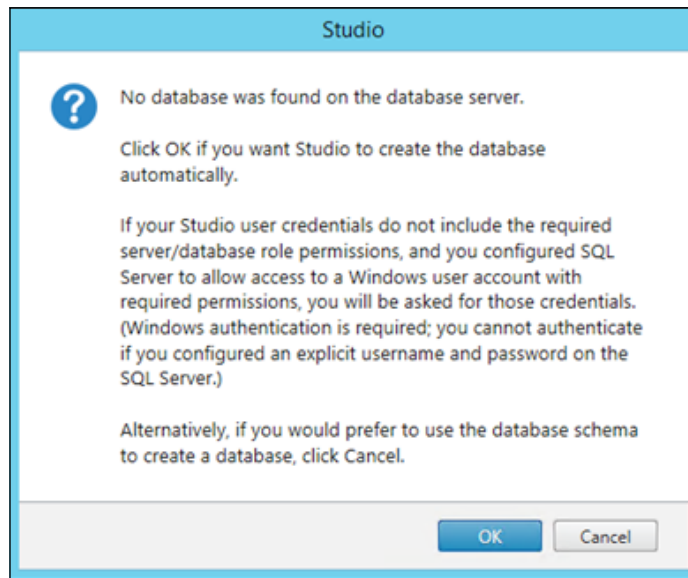 Studio
No database was found on the database server.
Click OK if you want Studio to create the database
automatically.
If your Studio user credentials do not include the required
server/database role permissions, and you configured SQL
Server to allow access to a Windows user account with
required permissions, you will be asked for those credentials.
(Windows authentication is required; you cannot authenticate
if you configured an explicit username and password on the
SQL Server.)
Alternatively, if you would prefer to use the database schema
to create a database, click Cancel.
OK
Cancel